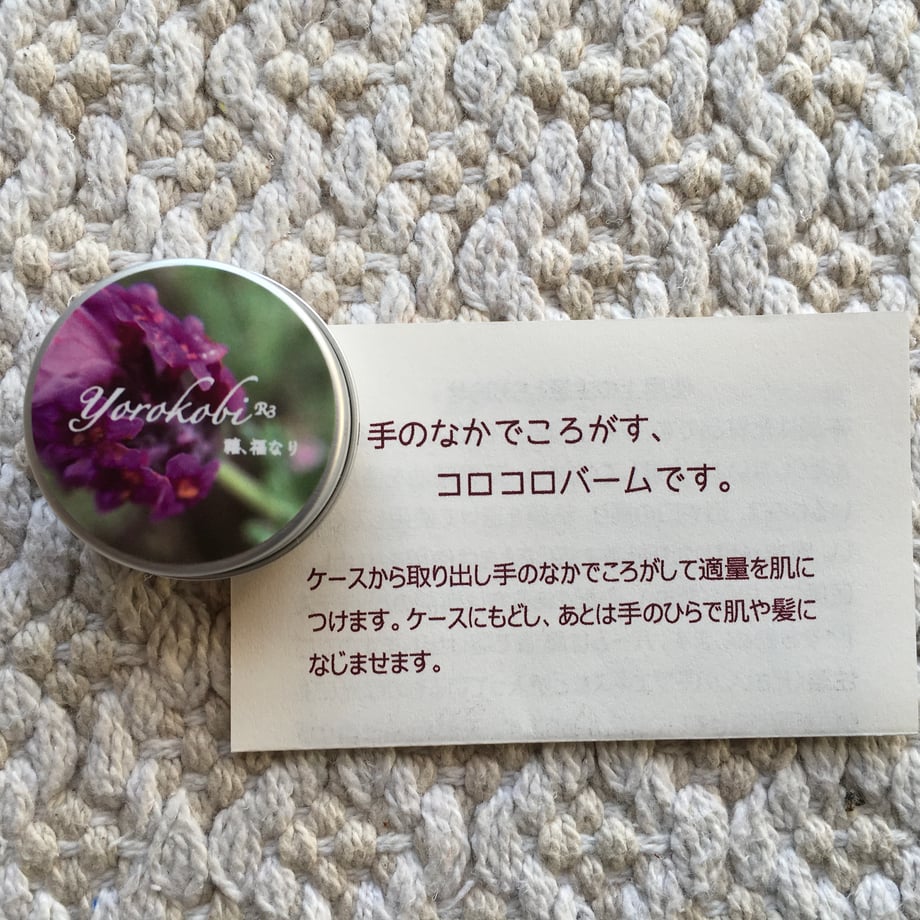 Yorokobi R3
福なり
手のなかでころがす、
コロコロバームです。
ケースから取り出し手のなかでころがして適量を肌に
つけます。ケースにもどし、あとは手のひらで肌や髪に
なじませます。